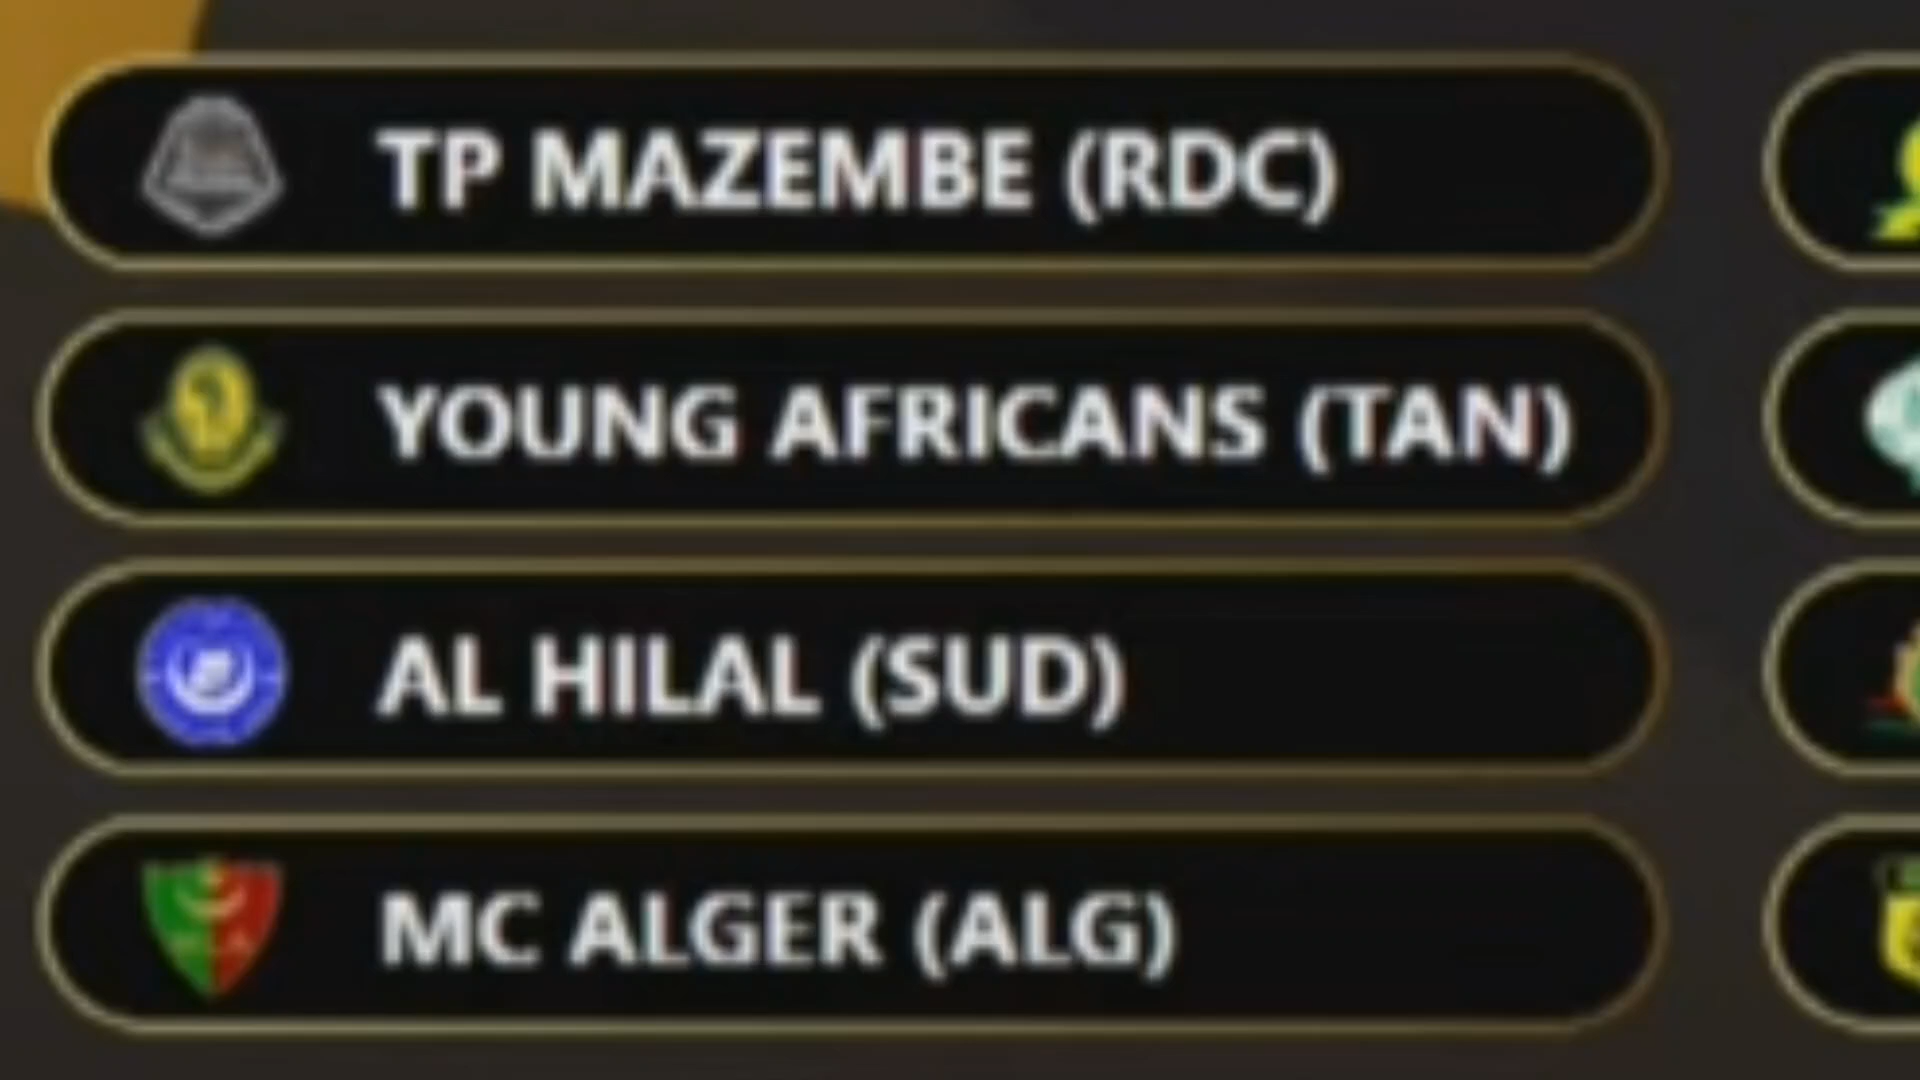 TP MAZEMBE (RDC)
YOUNG AFRICANS (TAN)
AL HILAL (SUD)
MC ALGER (ALG)